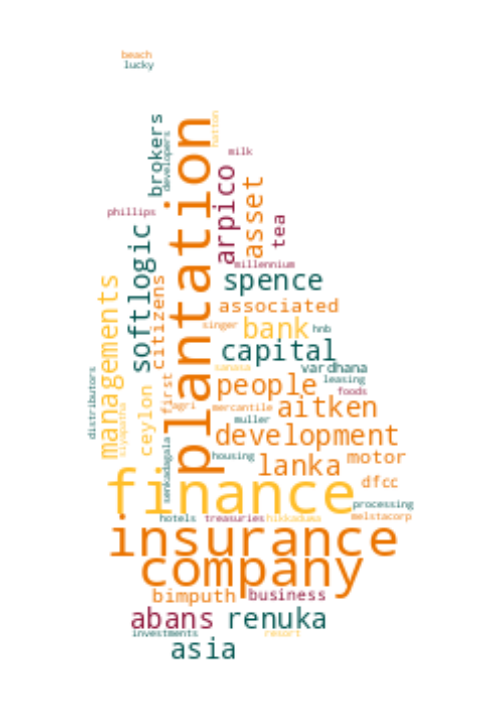 beach
lucky
brokers
developers
plantation
hatton
milk
arpico
asset
tea
phillips
softlogic
millennium
managements
citizens
spence
associated
singer
bank
hnb
capital
sanasa
vardhana
leasing
distributors
siyapatha
ceylon
first
agri
people
foods
mercantile
aitken
muller
development
senkadagala
housing
lanka
motor
dfcc
finance
processing
hotels
treasuries
hikkaduwa
melstacorp
insurance
company
bimputh
business
abans
renuka
investments
resort
asia